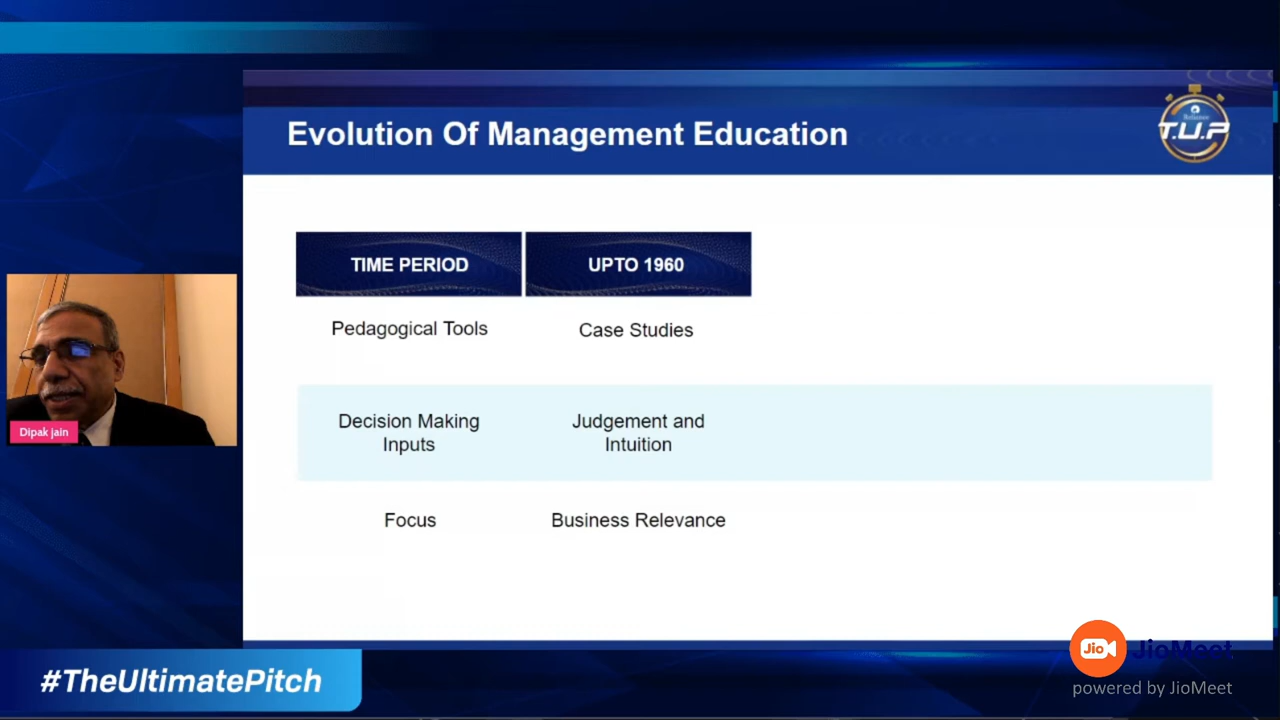 Evolution Of Management Education
Reliance
T.U.P
TIME PERIOD
UPTO 1960
Pedagogical Tools
Case Studies
Decision Making
Inputs
Judgement and
Intuition
Focus
Business Relevance
Dipak jain
#TheUltimatePitch
Jio
JioMeet
powered by JioMeet